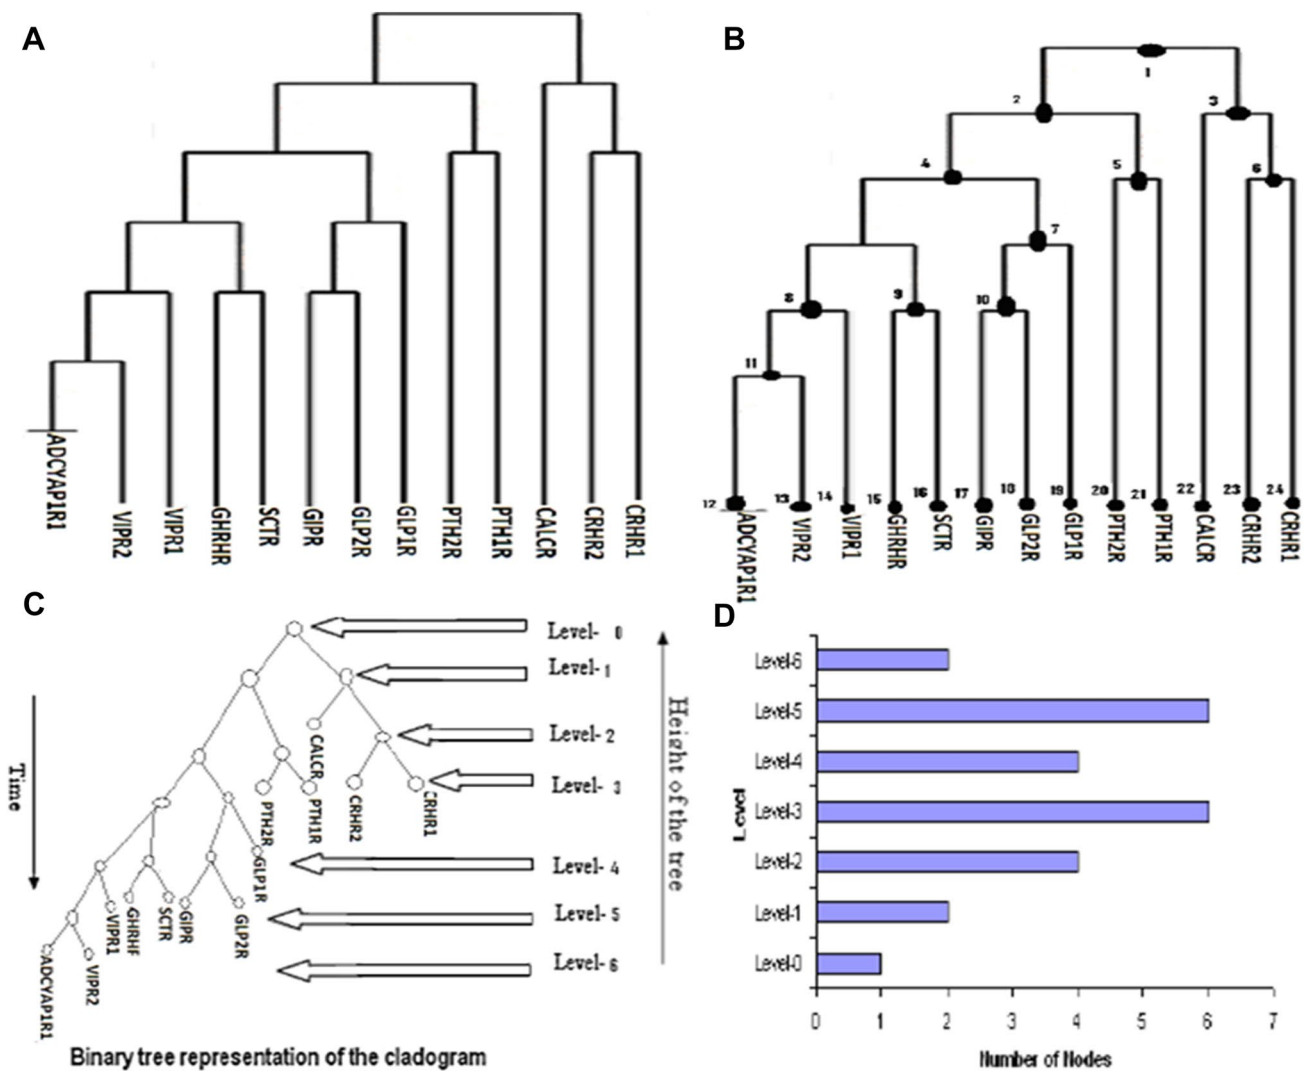 A
ADCYAP1R1
VIPR2
VIPR1
GHRHR
SCTR
GIPR
GLP2R
GLP1R
PTH2R
PTH1R
CALCR
CRHR2
CRHR1
B
1
2
3
4
5
6
7
8
9
10
11
12
13
14
15
16
17
18
19
20
21
22
23
24
ADCYAP1R1
VIPR2
VIPR1
GHRHR
SCTR
GIPR
GLP2R
GLP1R
PTH2R
PTH1R
CALCR
CRHR2
CRHR1
C
Level- 0
Level- 1
Level- 2
Level- 3
Level- 4
Level- 5
Level- 6
Time
Height of the tree
CALCR
PTH2R
PTH1R
CRHR2
CRHR1
GLP1R
VIPR1
GHRHF
SCTR
GIPR
GLP2R
ADCYAP1R1
VIPR2
Binary tree representation of the cladogram
D
Level-6
Level-5
Level-4
Level-3
Level-2
Level-1
Level-0
Level
0 1 2 3 4 5 6 7
Number of Nodes